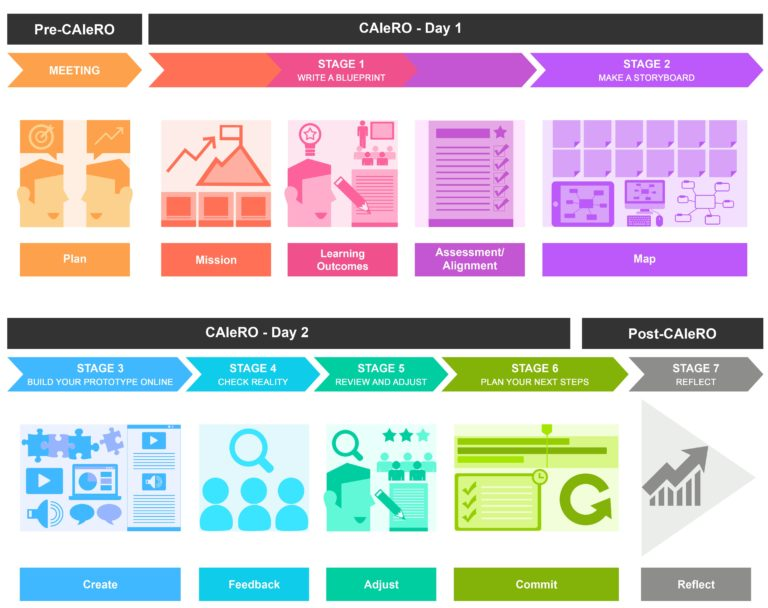 Pre-CAIeRO
CAIeRO - Day 1
MEETING
STAGE 1
WRITE A BLUEPRINT
STAGE 2
MAKE A STORYBOARD
Plan
Mission
Learning
Outcomes
Assessment/
Alignment
Map
CAIeRO - Day 2
Post-CAIeRO
STAGE 3
BUILD YOUR PROTOTYPE ONLINE
STAGE 4
CHECK REALITY
STAGE 5
REVIEW AND ADJUST
STAGE 6
PLAN YOUR NEXT STEPS
STAGE 7
REFLECT
Create
Feedback
Adjust
Commit
Reflect